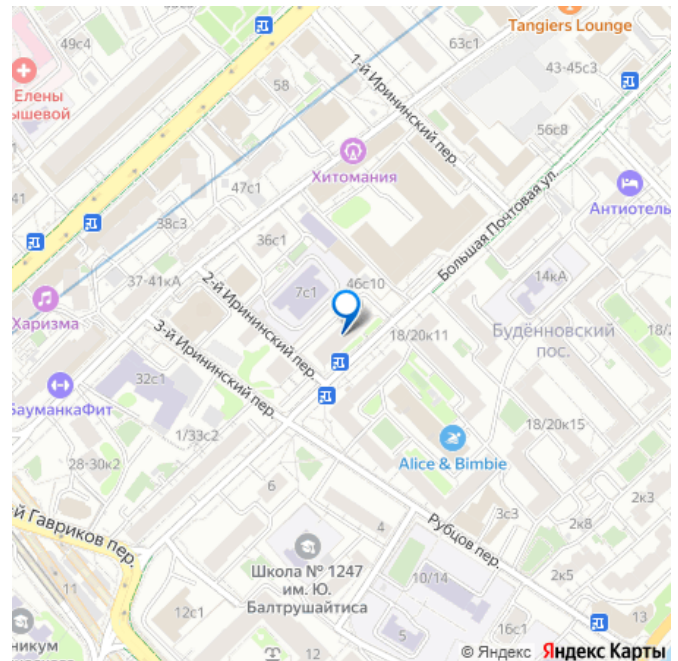 49с4
Tangiers Lounge
63с1
43-45с3
Елены
ышевой
58
1-й Ирининский пер.
56с8
Хитомания
41
47с1
Большая Почтовая ул.
Антиотель
38с3
36с1
37-41кА
2-й Ирининский пер.
7с1
46с10
14кА
Харизма
3-й Ирининский пер.
18/20к11
Будённовский
пос.
18/2
БауманкаФит
32с1
1/33с2
18/20к15
Alice & Bimbie
28-30к2
6
2к3
й Гавриков пер.
4
Рубцов пер.
3с3
2к8
Школа № 1247
им. Ю.
Балтрушайтиса
11
10/14
2к5
12с1
никум
5
16с1
13
12
© Яндекс Яндекс Карты